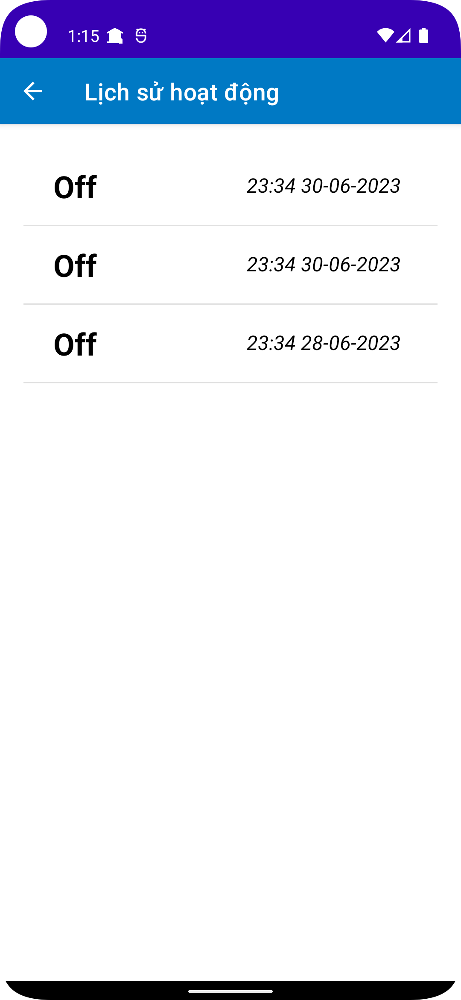 1:15
Lịch sử hoạt động
Off 23:34 30-06-2023
Off 23:34 30-06-2023
Off 23:34 28-06-2023